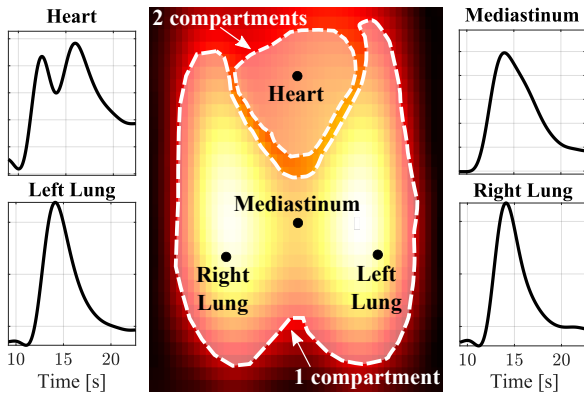 Heart
2 compartments
Mediastinum
Heart
Left Lung
Mediastinum
Right Lung
Right
Lung
Left
Lung
1 compartment
10 15 20
Time [s]
10 15 20
Time [s]